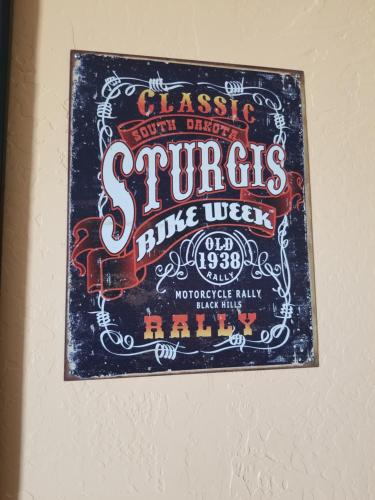 CLASSIC
SOUTH DAKOTA
STURGIS
BIKE WEEK
OLD
1938
RALLY
MOTORCYCLE RALLY
BLACK HILLS
RALLY